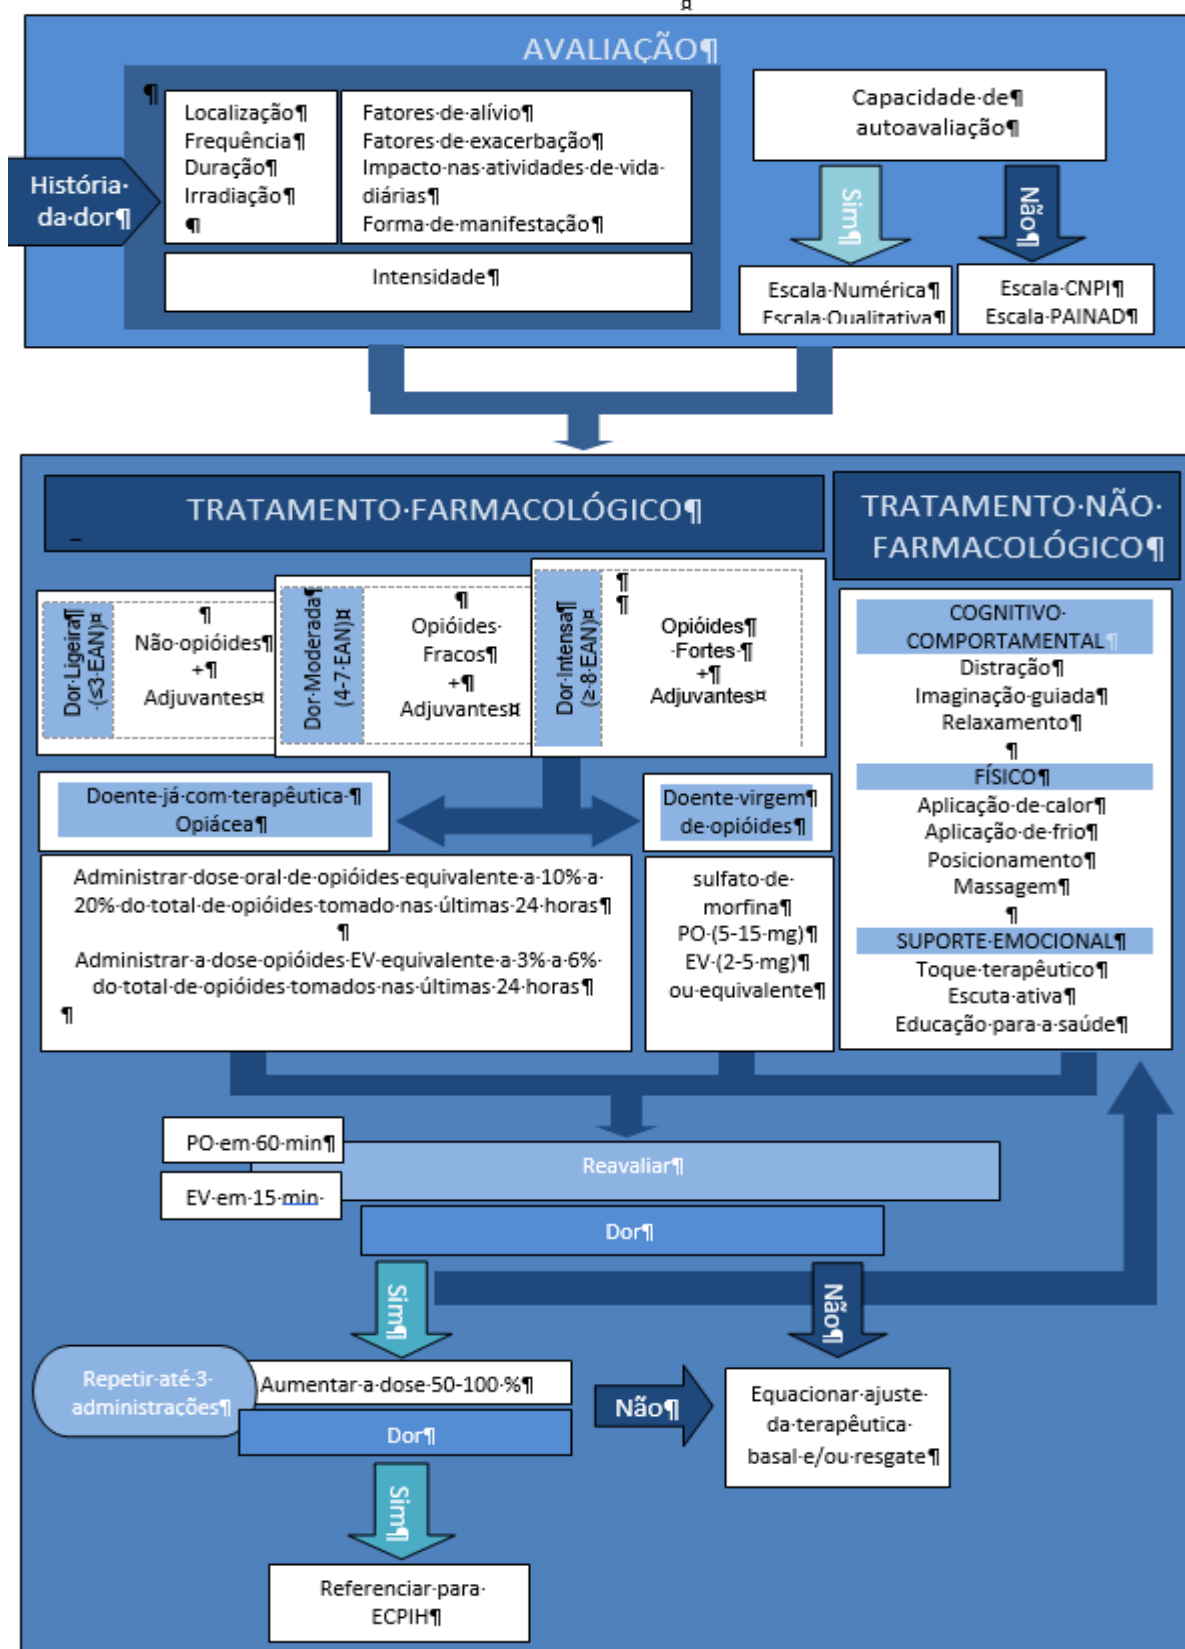 ¤
AVALIAÇÃO¶
¶
Localização¶
Frequência¶
Duração¶
Irradiação¶
¶
Fatores·de·alívio¶
Fatores·de·exacerbação¶
Impacto·nas·atividades·de·vida·
diárias¶
Forma·de·manifestação¶
Intensidade¶
História·
da·dor¶
Capacidade·de¶
autoavaliação¶
Sim¶
Não¶
Escala·Numérica¶
Escala·Qualitativa¶
Escala·CNPI¶
Escala·PAINAD¶
TRATAMENTO·FARMACOLÓGICO¶
Dor·Ligeira¶
·(≤3·EAN)¤
¶
Não·opióides¶
+¶
Adjuvantes¤
Dor·Moderada¶
(4-7·EAN)¤
¶
Opióides·
Fracos¶
+¶
Adjuvantes¤
Dor·Intensa¶
(≥·8·EAN)¤
¶
¶
Opióides¶
·Fortes·¶
+¶
Adjuvantes¤
Doente·já·com·terapêutica·¶
Opiácea¶
Doente·virgem¶
de·opióides¶
Administrar·dose·oral·de·opióides·equivalente·a·10%·a·
20%·do·total·de·opióides·tomado·nas·últimas·24·horas¶
¶
Administrar·a·dose·opióides·EV·equivalente·a·3%·a·6%·
do·total·de·opióides·tomados·nas·últimas·24·horas¶
¶
sulfato·de·
morfina¶
PO·(5-15·mg)¶
EV·(2-5·mg)¶
ou·equivalente¶
TRATAMENTO·NÃO·
FARMACOLÓGICO¶
COGNITIVO·
COMPORTAMENTAL¶
Distração¶
Imaginação·guiada¶
Relaxamento¶
¶
FÍSICO¶
Aplicação·de·calor¶
Aplicação·de·frio¶
Posicionamento¶
Massagem¶
¶
SUPORTE·EMOCIONAL¶
Toque·terapêutico¶
Escuta·ativa¶
Educação·para·a·saúde¶
PO·em·60·min¶
EV·em·15·min·
Reavaliar¶
Dor¶
Sim¶
Não¶
Repetir·até·3·
administrações¶
Aumentar·a·dose·50-100·%¶
Dor¶
Não¶
Equacionar·ajuste·
da·terapêutica·
basal·e/ou·resgate¶
Sim¶
Referenciar·para·
ECPIH¶